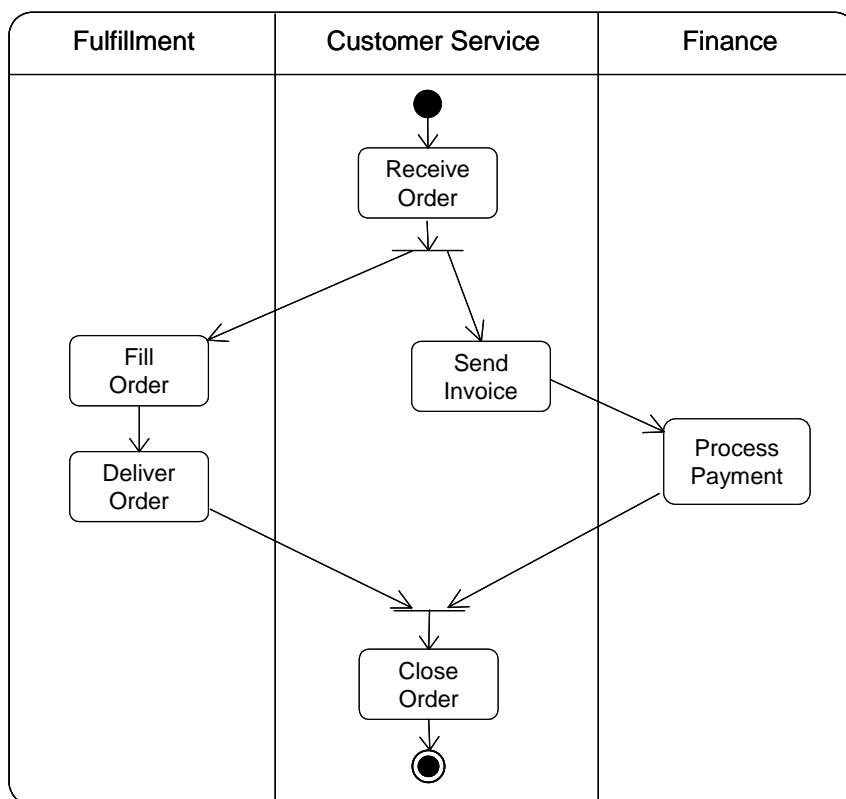 Fulfillment
Customer Service
Finance
Receive
Order
Fill
Order
Send
Invoice
Deliver
Order
Process
Payment
Close
Order